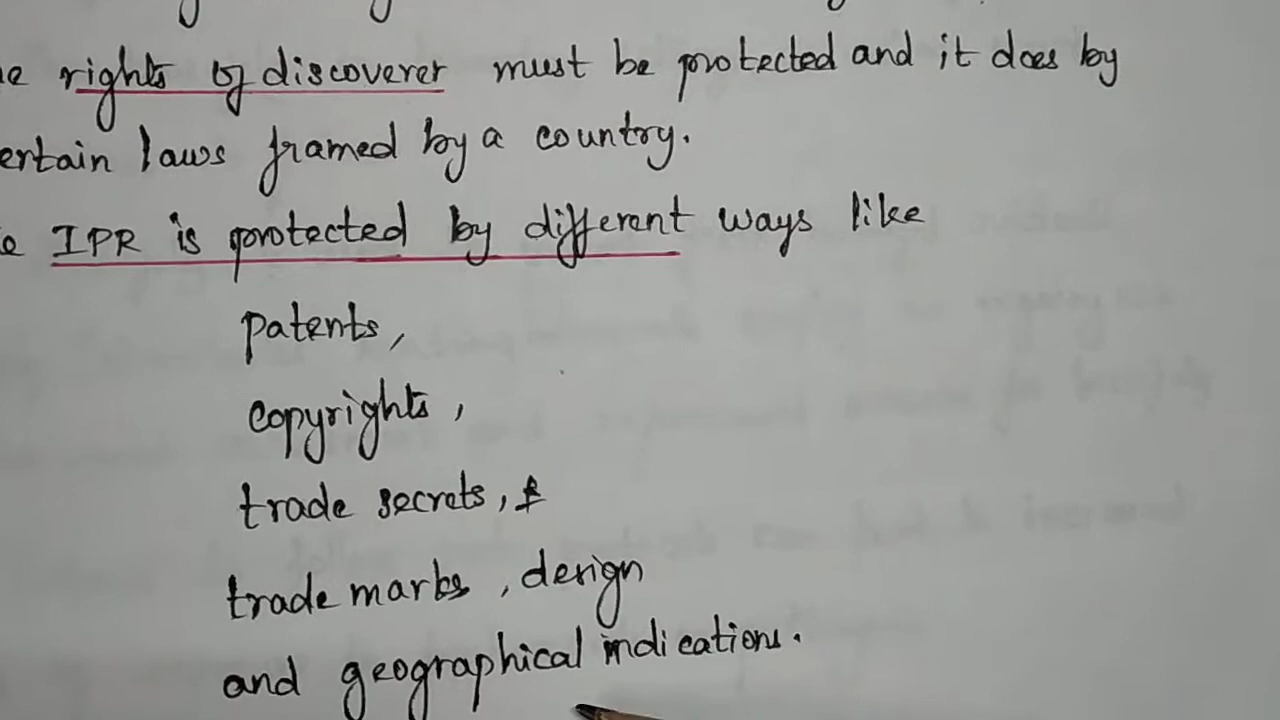 rights of discoverer must be protected and it does by
ertain laws framed by a country.
IPR is protected by different ways like
patents,
copyrights,
trade secrets, &
trade marks, design
and geographical indications.